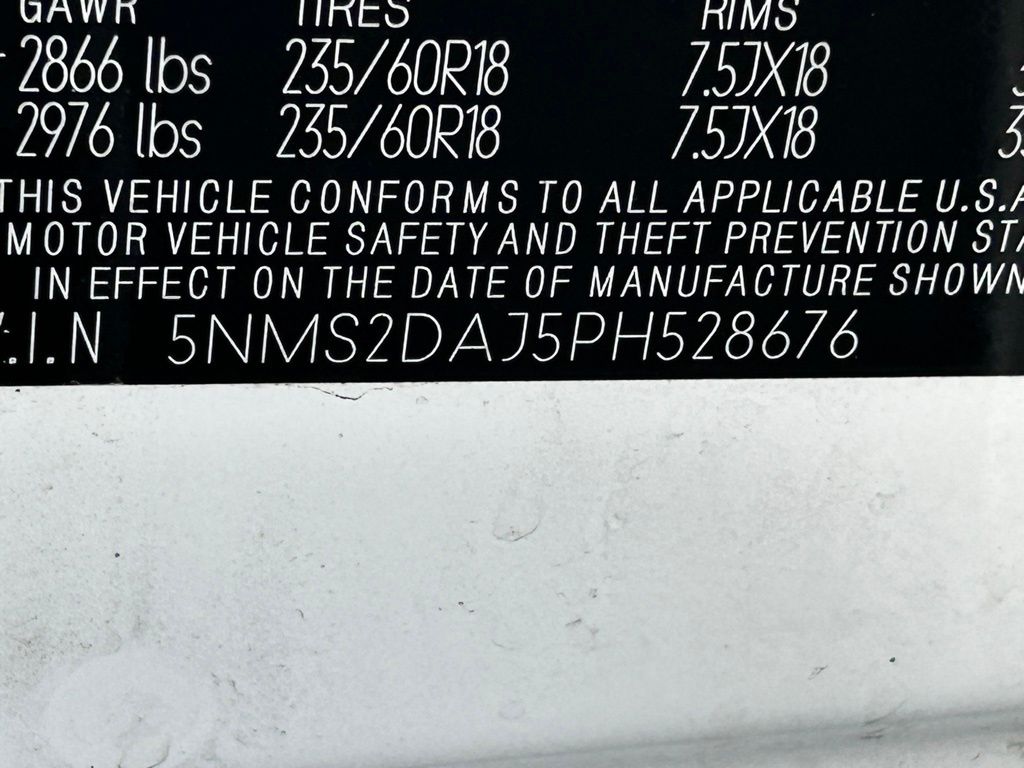 GAWR TIRES RIMS
2866 lbs 235/60R18 7.5JX18
2976 lbs 235/60R18 7.5JX18
THIS VEHICLE CONFORMS TO ALL APPLICABLE U.S.A
MOTOR VEHICLE SAFETY AND THEFT PREVENTION STA
IN EFFECT ON THE DATE OF MANUFACTURE SHOWN
V.I.N 5NMS2DAJ5PH528676